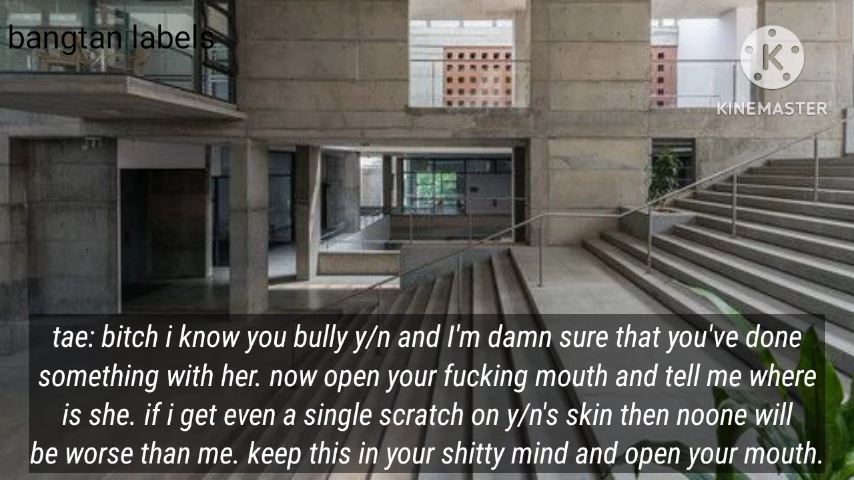 bangtan labels
K
KINEMASTER
tae: bitch i know you bully y/n and I'm damn sure that you've done
something with her. now open your fucking mouth and tell me where
is she. if i get even a single scratch on y/n's skin then noone will
be worse than me. keep this in your shitty mind and open your mouth.